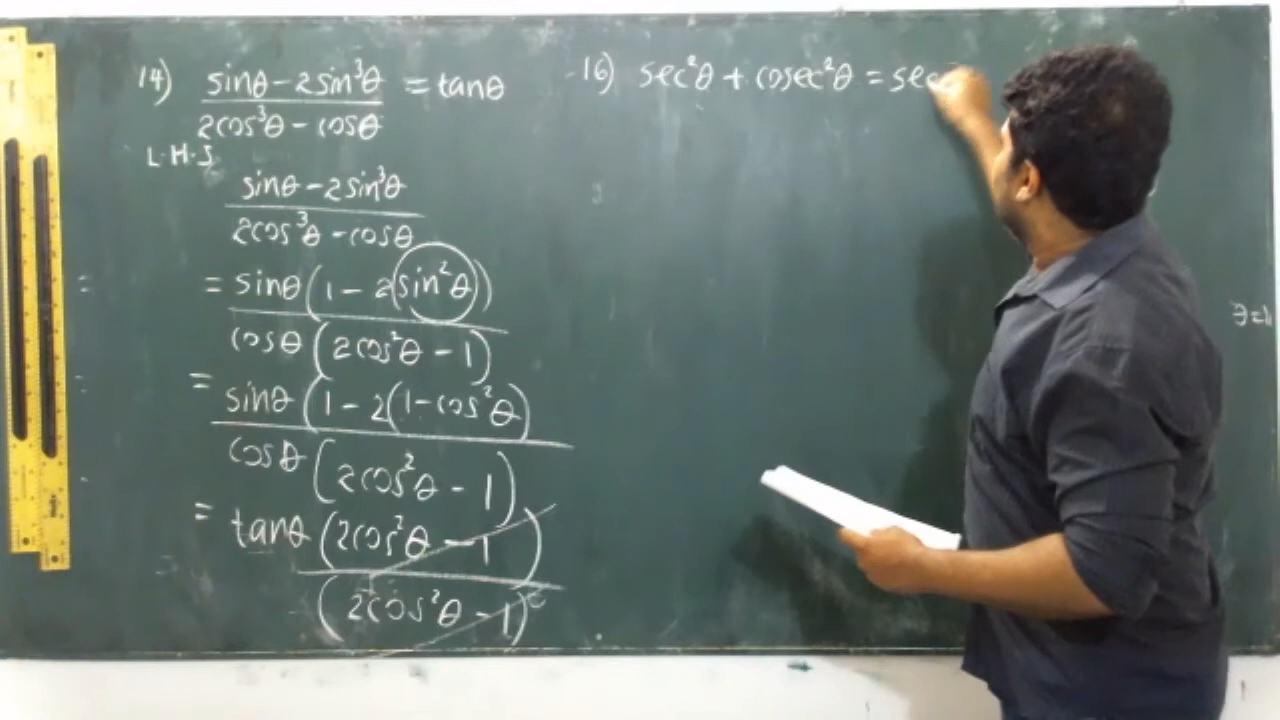 14) sinθ - 2sin³θ / 2cos³θ - cosθ = tanθ
L.H.S
sinθ - 2sin³θ / 2cos³θ - cosθ
= sinθ(1 - 2(sin²θ)) / cosθ(2cos²θ - 1)
= sinθ(1 - 2(1-cos²θ) / cosθ(2cos²θ - 1)
= tanθ(2cos²θ - 1) / (2cos²θ - 1)
16) sec²θ + cosec²θ = sec